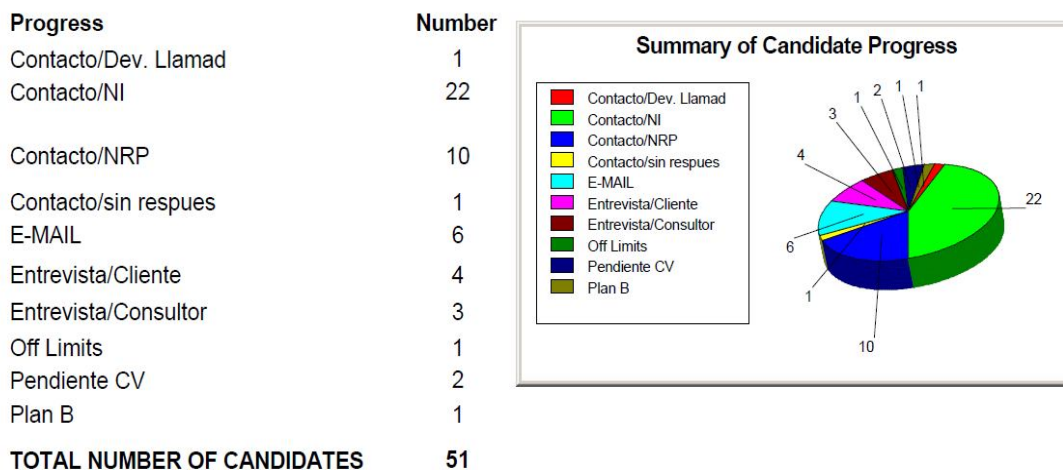 Progress Number
Contacto/Dev. Llamad 1
Contacto/NI 22
Contacto/NRP 10
Contacto/sin respues 1
E-MAIL 6
Entrevista/Cliente 4
Entrevista/Consultor 3
Off Limits 1
Pendiente CV 2
Plan B 1
TOTAL NUMBER OF CANDIDATES 51
Summary of Candidate Progress
Contacto/Dev. Llamad
Contacto/NI
Contacto/NRP
Contacto/sin respues
E-MAIL
Entrevista/Cliente
Entrevista/Consultor
Off Limits
Pendiente CV
Plan B
1 2 1 1
3
4
22
6
1
10